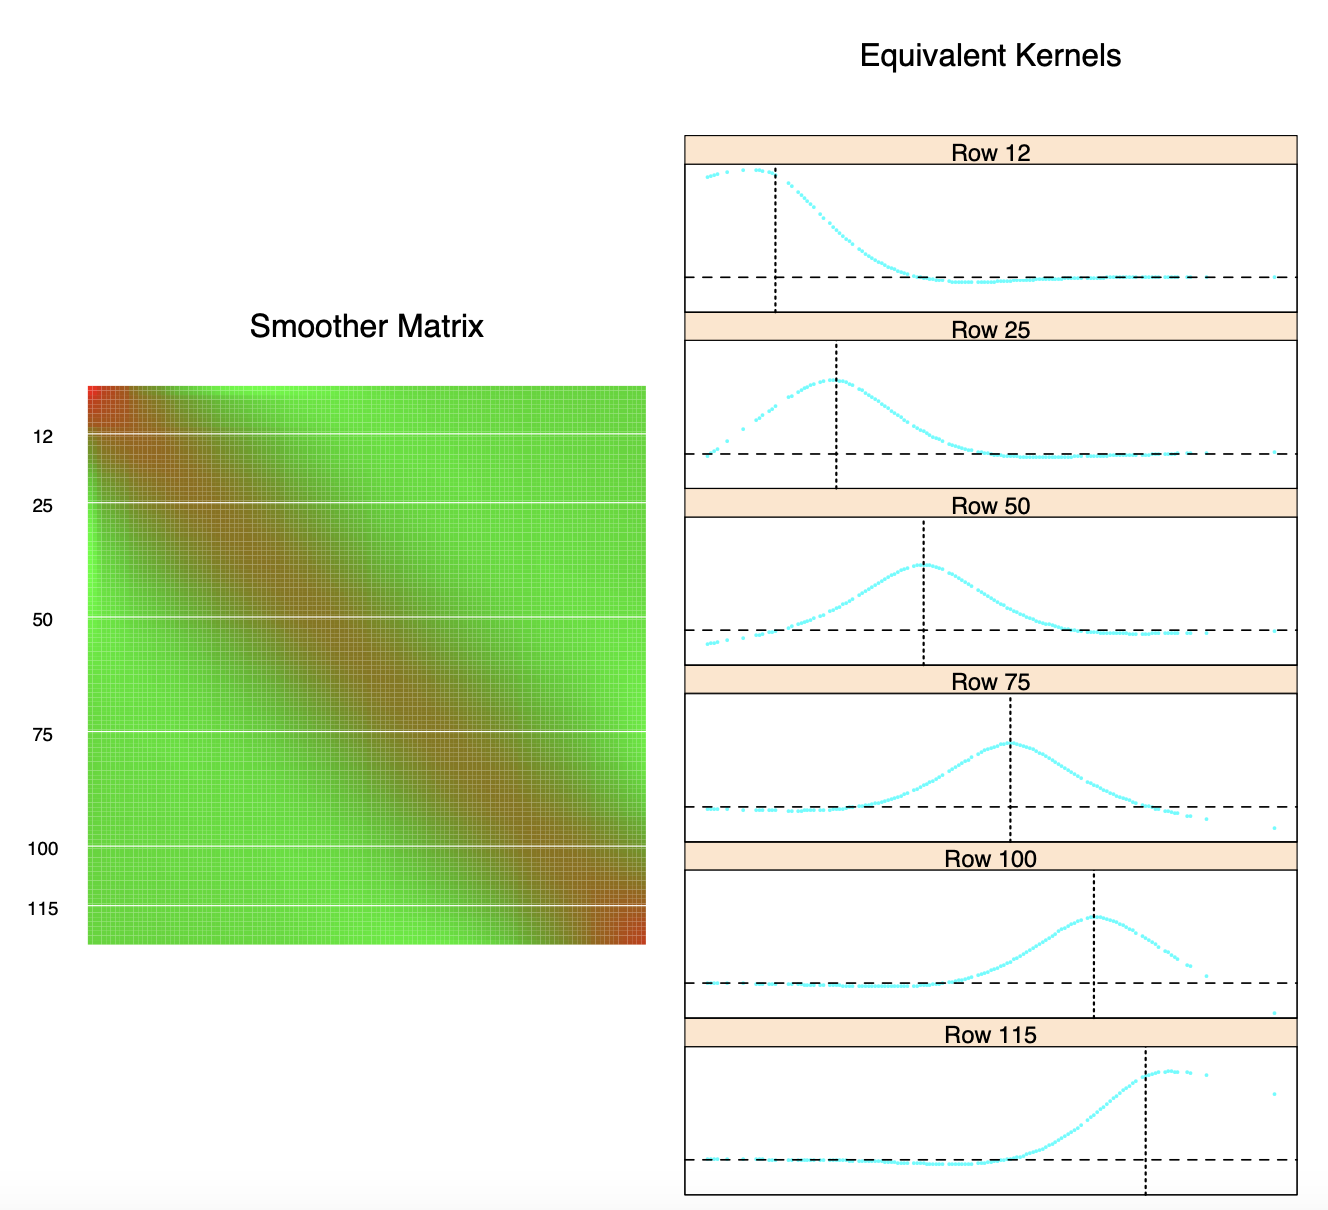 Equivalent Kernels
Row 12
Smoother Matrix
12
25
50
75
100
115
Row 25
Row 50
Row 75
Row 100
Row 115